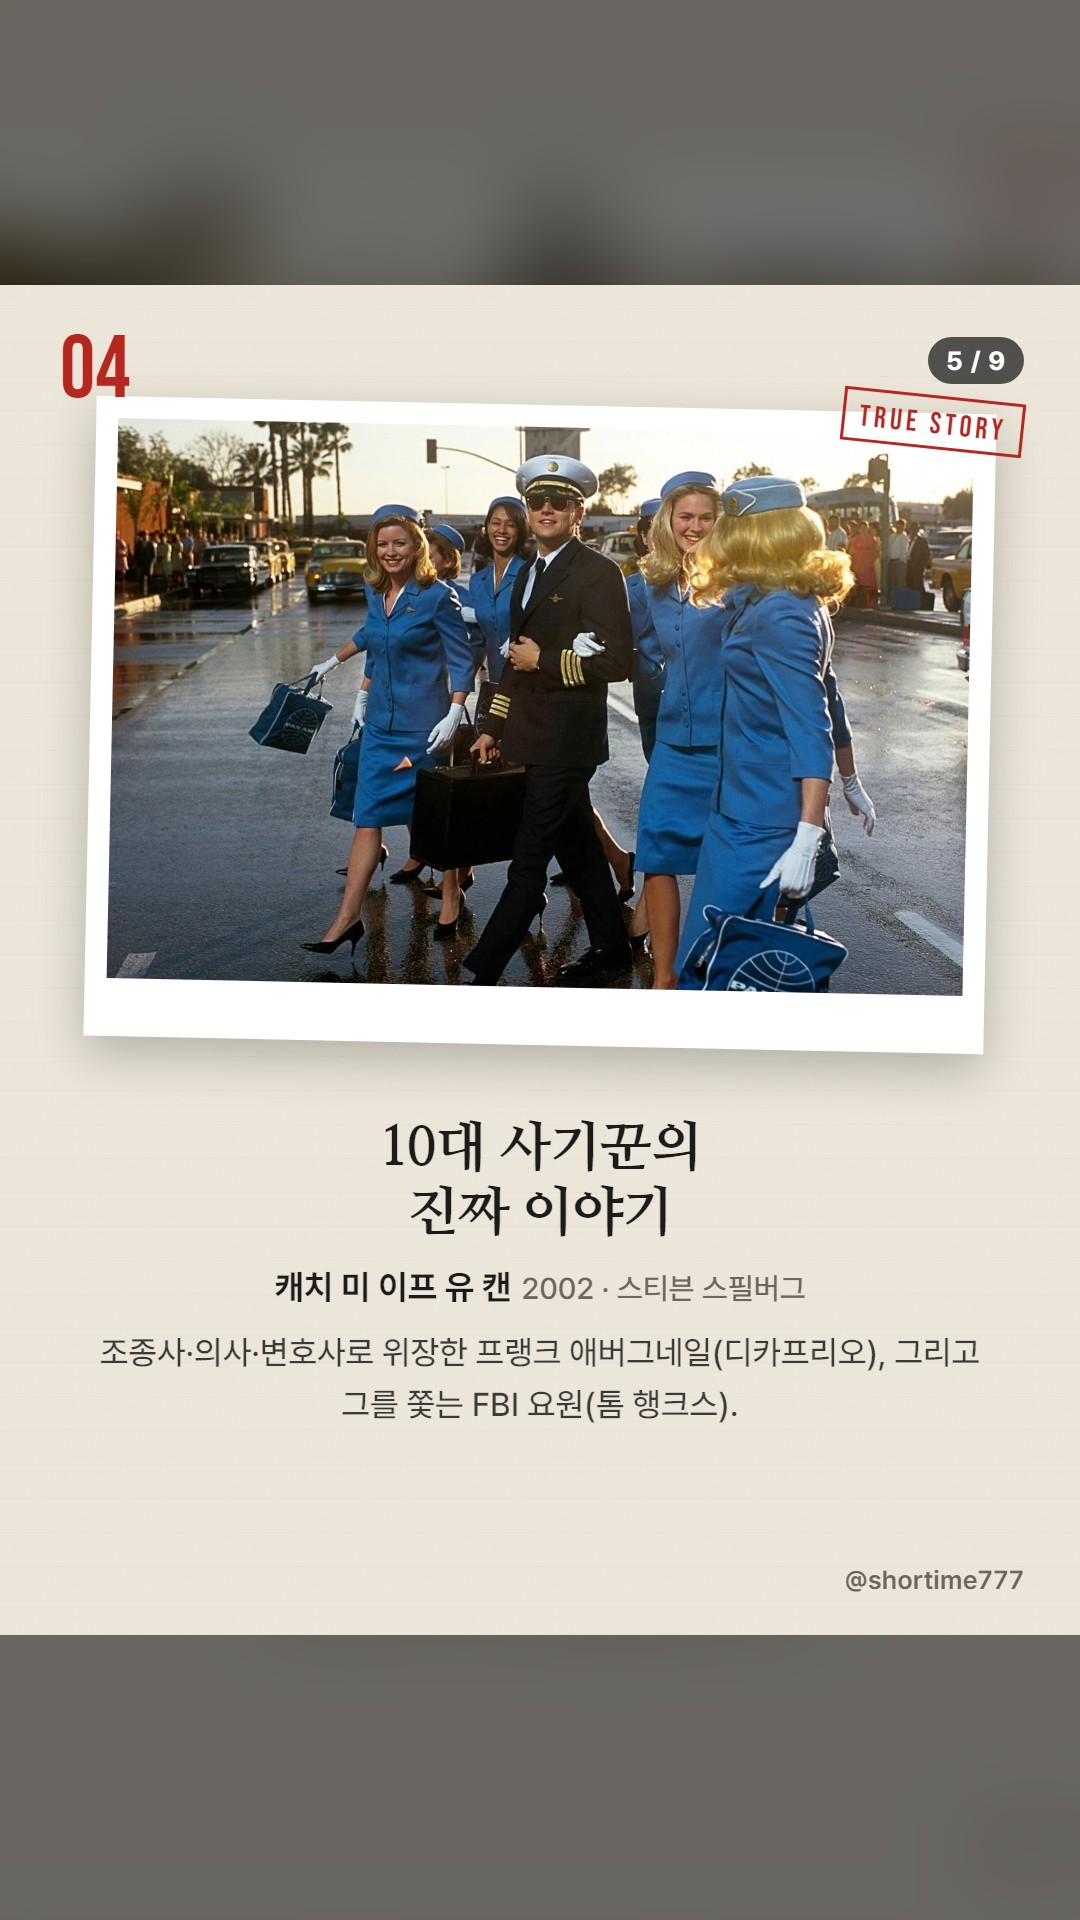 04
5 / 9
TRUE STORY
10대 사기꾼의
진짜 이야기
캐치 미 이프 유 캔 2002 · 스티븐 스필버그
조종사·의사·변호사로 위장한 프랭크 애버그네일(디카프리오), 그리고
그를 쫓는 FBI 요원(톰 행크스).
@shortime777